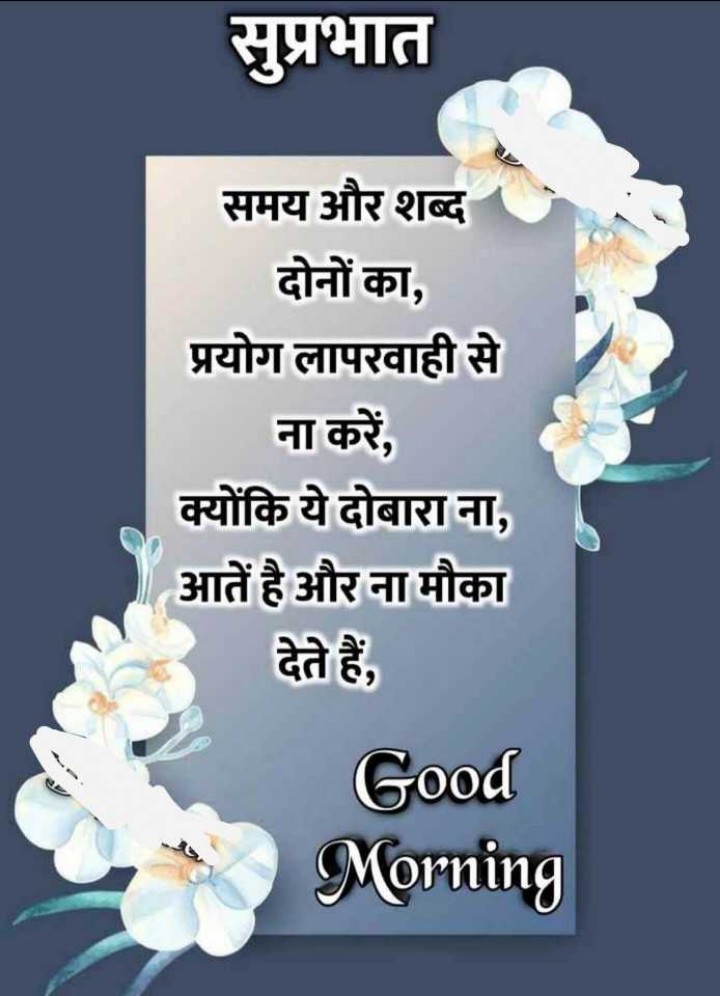 सुप्रभात
समय और शब्द
दोनों का,
प्रयोग लापरवाही से
ना करें,
क्योंकि ये दोबारा ना,
आतें है और ना मौका
देते हैं,
Good
Morning